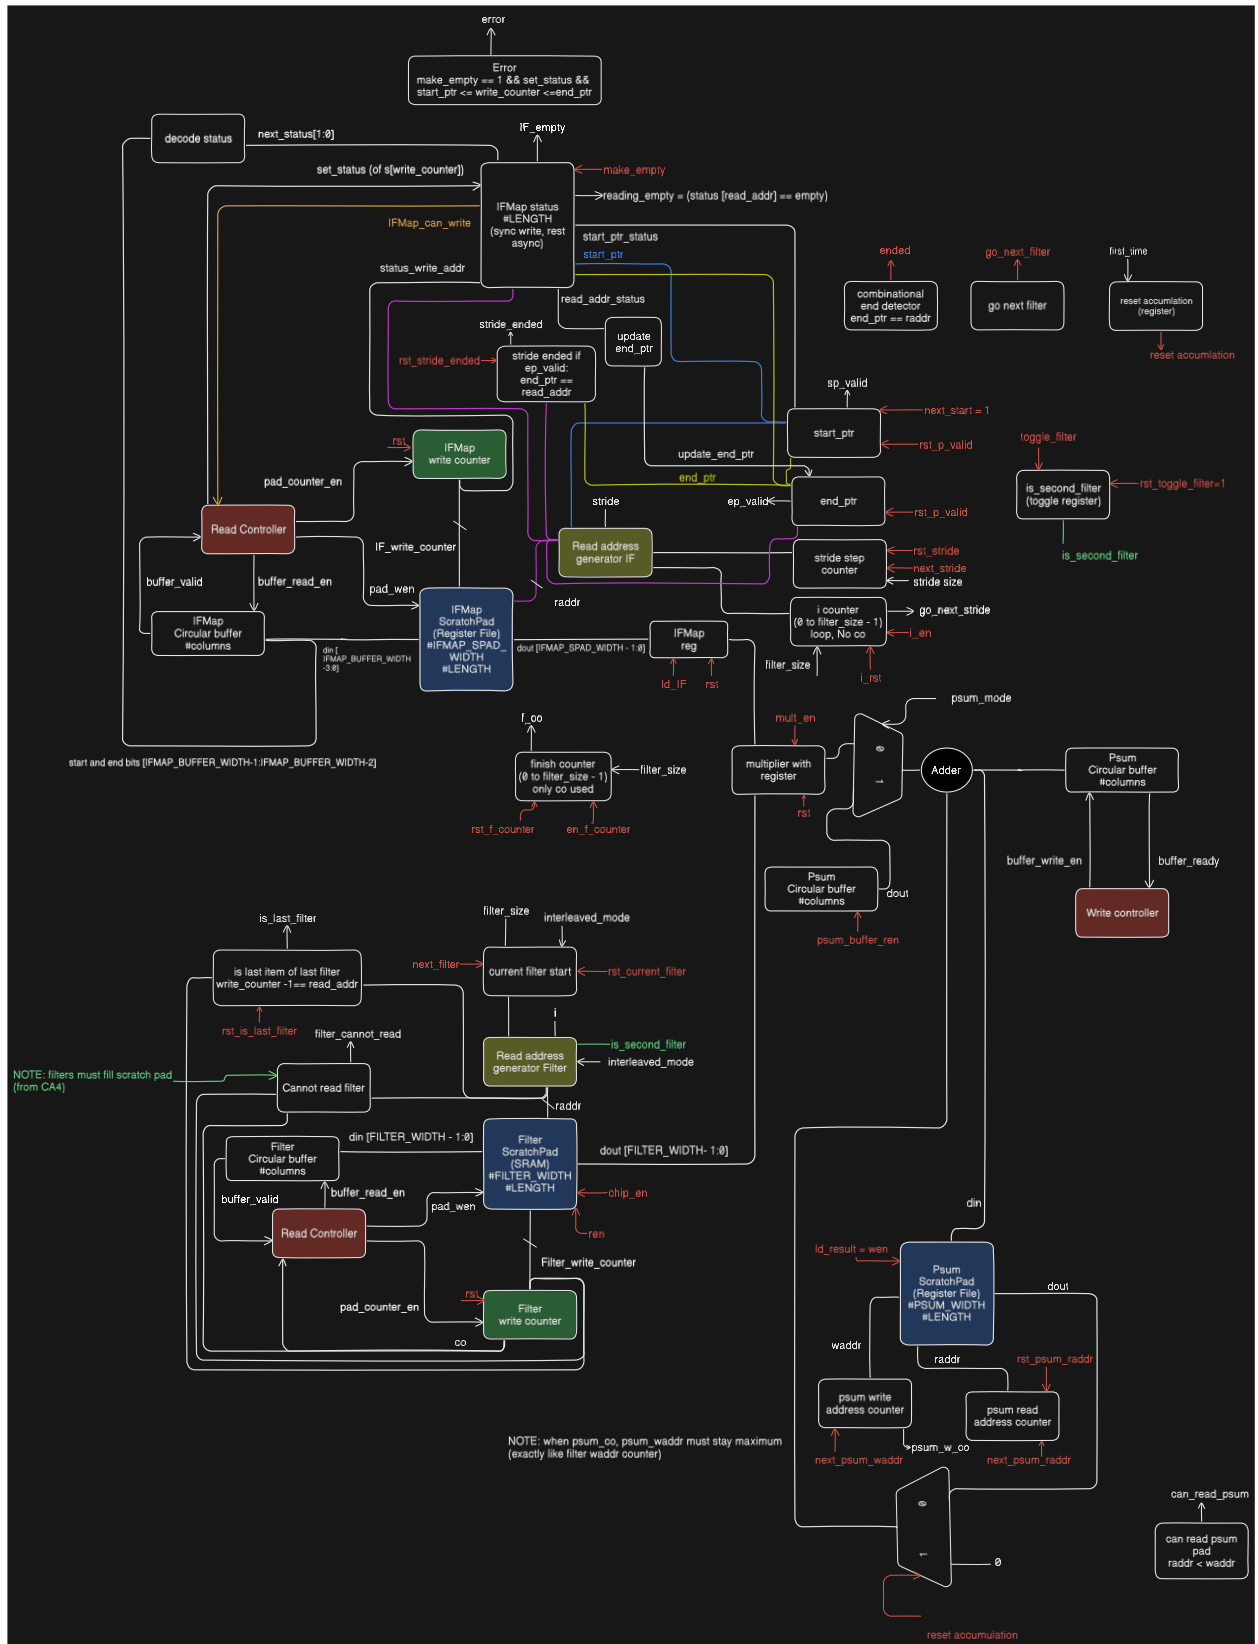 error
Error
make_empty == 1 && set_status &&
start_ptr <= write_counter <=end_ptr
IF_empty
decode status
next_status[1:0]
set_status (of s[write_counter])
make_empty
reading_empty = (status [read_addr] == empty)
IFMap status
#LENGTH
(sync write, rest
async)
IFMap_can_write
start_ptr_status
start_ptr
status_write_addr
read_addr_status
ended
go_next_filter
first_time
combinational
end detector
end_ptr == raddr
go next filter
reset accumlation
(register)
reset accumlation
stride_ended
update
end_ptr
rst_stride_ended
stride ended if
ep_valid:
end_ptr ==
read_addr
sp_valid
next_start = 1
start_ptr
rst_p_valid
toggle_filter
rst
IFMap
write counter
update_end_ptr
end_ptr
pad_counter_en
is_second_filter
(toggle register)
rst_toggle_filter=1
stride
ep_valid
end_ptr
rst_p_valid
Read Controller
IF_write_counter
Read address
generator IF
stride step
counter
rst_stride
next_stride
stride size
is_second_filter
buffer_valid
buffer_read_en
pad_wen
raddr
IFMap
Circular buffer
#columns
IFMap
ScratchPad
(Register File)
#IFMAP_SPAD_
WIDTH
#LENGTH
i counter
(0 to filter_size - 1)
loop, No co
go_next_stride
i_en
din [
IFMAP_BUFFER_WIDTH
-3:0]
dout [IFMAP_SPAD_WIDTH - 1:0]
IFMap
reg
filter_size
i_rst
ld_IF
rst
psum_mode
f_co
mult_en
0
1
start and end bits [IFMAP_BUFFER_WIDTH-1:IFMAP_BUFFER_WIDTH-2]
finish counter
(0 to filter_size - 1)
only co used
filter_size
multiplier with
register
Adder
Psum
Circular buffer
#columns
rst_f_counter
en_f_counter
rst
buffer_write_en
buffer_ready
Psum
Circular buffer
#columns
dout
Write controller
psum_buffer_ren
is_last_filter
filter_size
interleaved_mode
is last item of last filter
write_counter -1== read_addr
next_filter
current filter start
rst_current_filter
rst_is_last_filter
filter_cannot_read
i
Read address
generator Filter
is_second_filter
interleaved_mode
NOTE: filters must fill scratch pad
(from CA4)
Cannot read filter
raddr
Filter
Circular buffer
#columns
din [FILTER_WIDTH - 1:0]
Filter
ScratchPad
(SRAM)
#FILTER_WIDTH
#LENGTH
dout [FILTER_WIDTH- 1:0]
buffer_valid
buffer_read_en
pad_wen
chip_en
Read Controller
ren
din
Filter_write_counter
ld_result = wen
Psum
ScratchPad
(Register File)
#PSUM_WIDTH
#LENGTH
dout
pad_counter_en
rst
Filter
write counter
co
waddr
raddr
rst_psum_raddr
psum write
address counter
psum read
address counter
NOTE: when psum_co, psum_waddr must stay maximum
(exactly like filter waddr counter)
psum_w_co
next_psum_waddr
next_psum_raddr
0
1
0
can_read_psum
can read psum
pad
raddr < waddr
reset accumulation